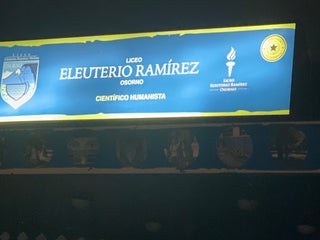 LICEO
ELEUTERIO RAMÍREZ
OSORNO
CIENTÍFICO HUMANISTA
LICEO
ELEUTERIO RAMÍREZ
OSORNO